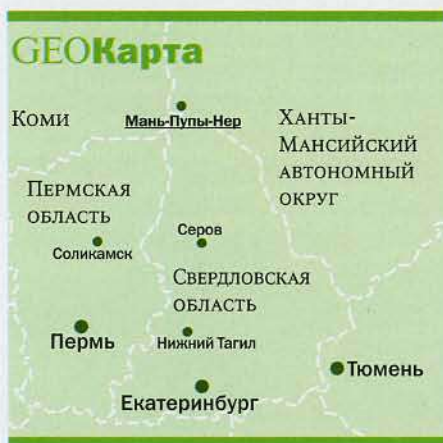 GEOКарта
Коми
Мань-Пупы-Нер
Ханты-
Мансийский
автономный
округ
Пермская
область
Серов
Соликамск
Свердловская
область
Пермь
Нижний Тагил
Тюмень
Екатеринбург